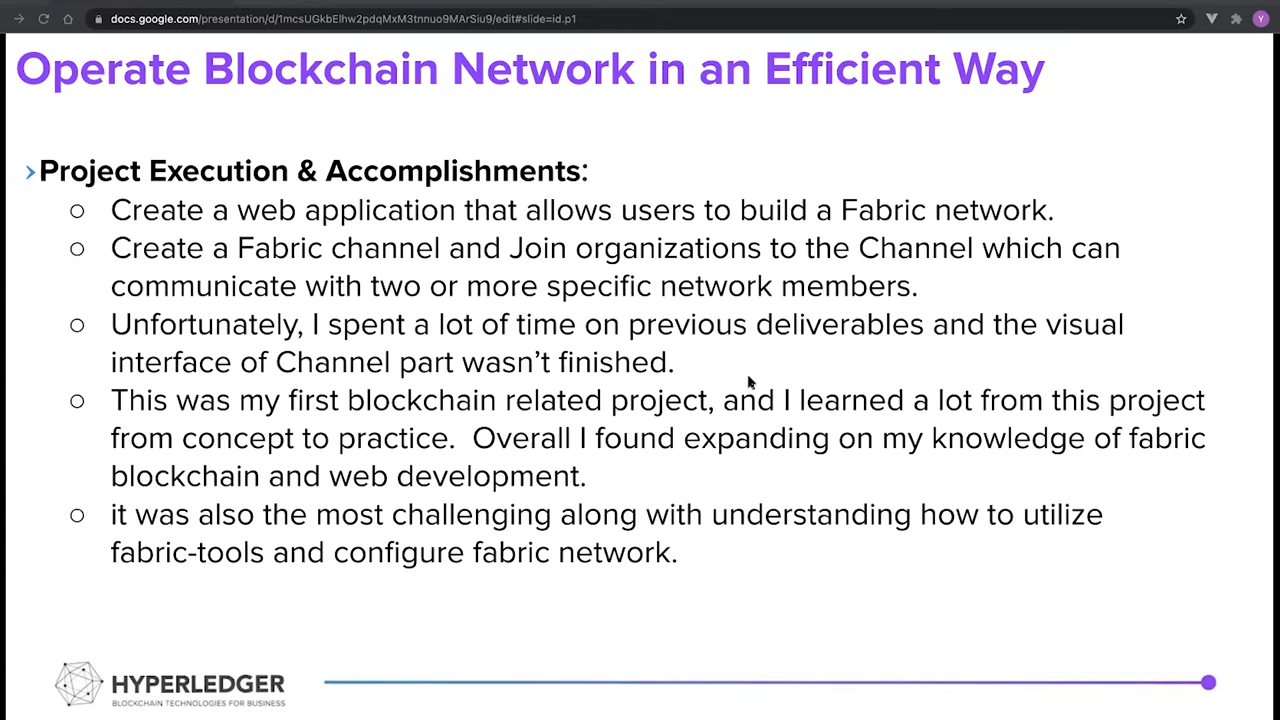 docs.google.com/presentation/d/1mcsUGkbElhw2pdqMxM3tnnuo9MArSiu9/edit#slide=id.p1
Y
Operate Blockchain Network in an Efficient Way
›Project Execution & Accomplishments:
○ Create a web application that allows users to build a Fabric network.
○ Create a Fabric channel and Join organizations to the Channel which can
communicate with two or more specific network members.
○ Unfortunately, I spent a lot of time on previous deliverables and the visual
interface of Channel part wasn’t finished.
○ This was my first blockchain related project, and I learned a lot from this project
from concept to practice.  Overall I found expanding on my knowledge of fabric
blockchain and web development.
○ it was also the most challenging along with understanding how to utilize
fabric-tools and configure fabric network.
HYPERLEDGER
BLOCKCHAIN TECHNOLOGIES FOR BUSINESS